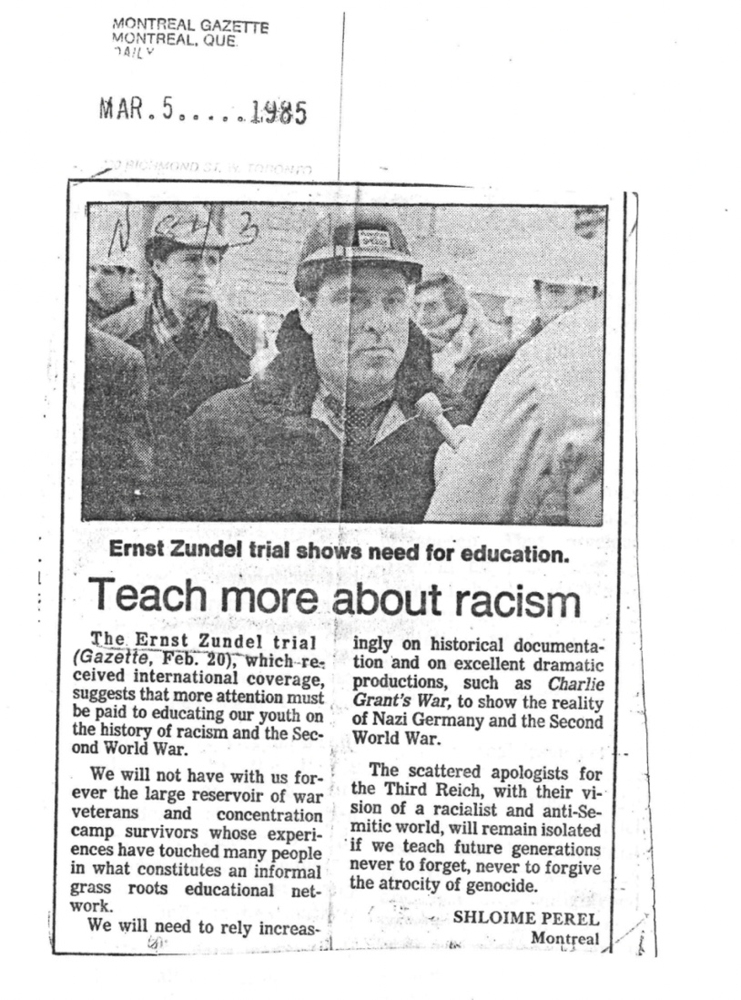 MONTREAL GAZETTE
MONTREAL, QUE.
DAILY
MAR. 5 . . . . . 1985
RICHMOND ST. W. TORONTO
N
3
Ernst Zundel trial shows need for education.
Teach more about racism
The Ernst Zundel trial
(Gazette, Feb. 20), which re-
ceived international coverage,
suggests that more attention must
be paid to educating our youth on
the history of racism and the Sec-
ond World War.
We will not have with us for-
ever the large reservoir of war
veterans and concentration
camp survivors whose experi-
ences have touched many people
in what constitutes an informal
grass roots educational net-
work.
We will need to rely increas-
ingly on historical documenta-
tion and on excellent dramatic
productions, such as Charlie
Grant's War, to show the reality
of Nazi Germany and the Second
World War.
The scattered apologists for
the Third Reich, with their vi-
sion of a racialist and anti-Se-
mitic world, will remain isolated
if we teach future generations
never to forget, never to forgive
the atrocity of genocide.
SHLOIME PEREL
Montreal